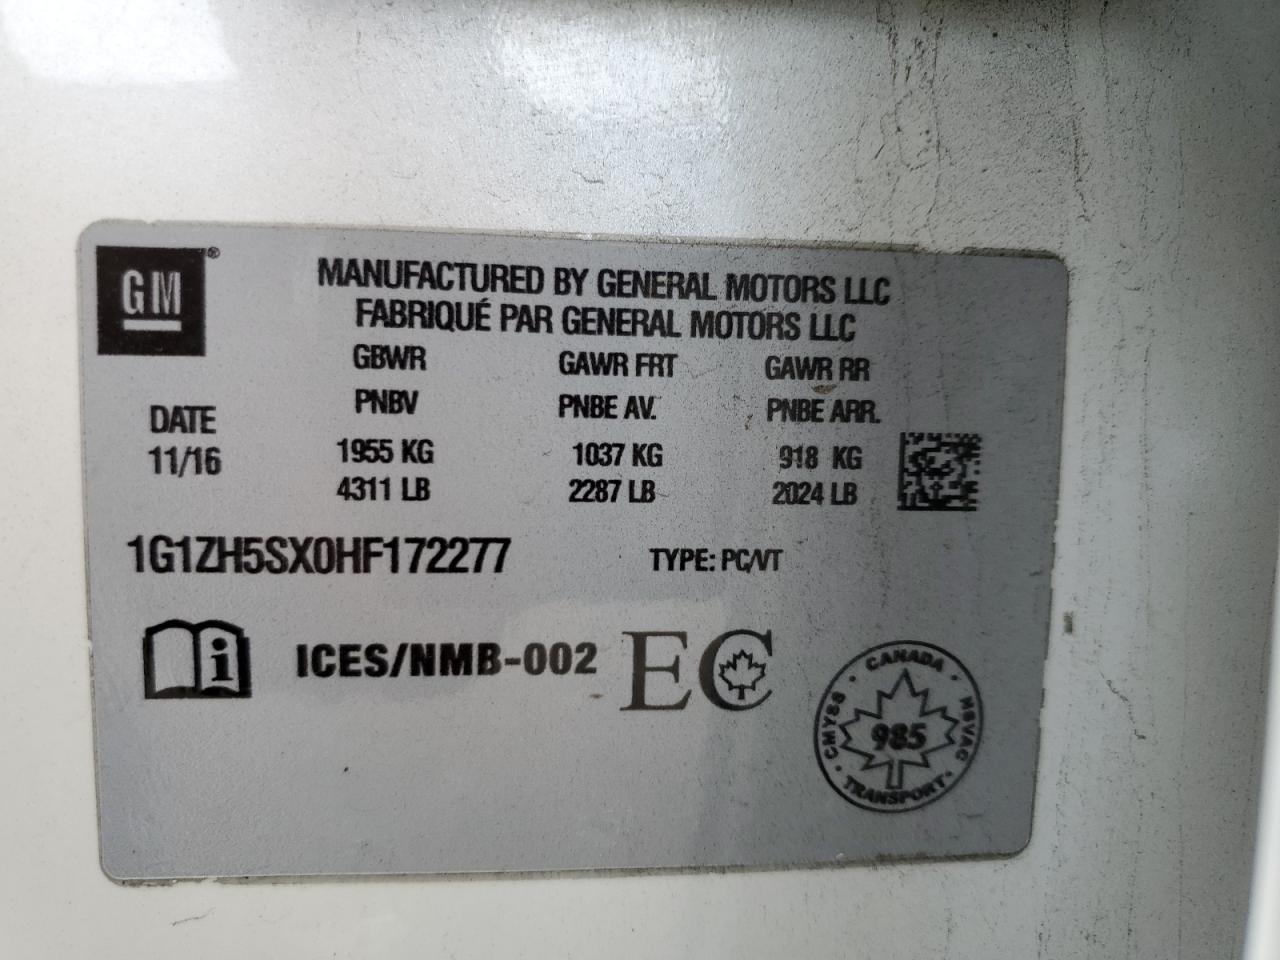 GM®
MANUFACTURED BY GENERAL MOTORS LLC
FABRIQUÉ PAR GENERAL MOTORS LLC
GBWR GAWR FRT GAWR RR
PNBV PNBE AV. PNBE ARR.
DATE
11/16 1955 KG 1037 KG 918 KG
4311 LB 2287 LB 2024 LB
1G1ZH5SX0HF172277 TYPE: PC/VT
i ICES/NMB-002 EC
CANADA
CMVSS 985 NSVAC
TRANSPORT